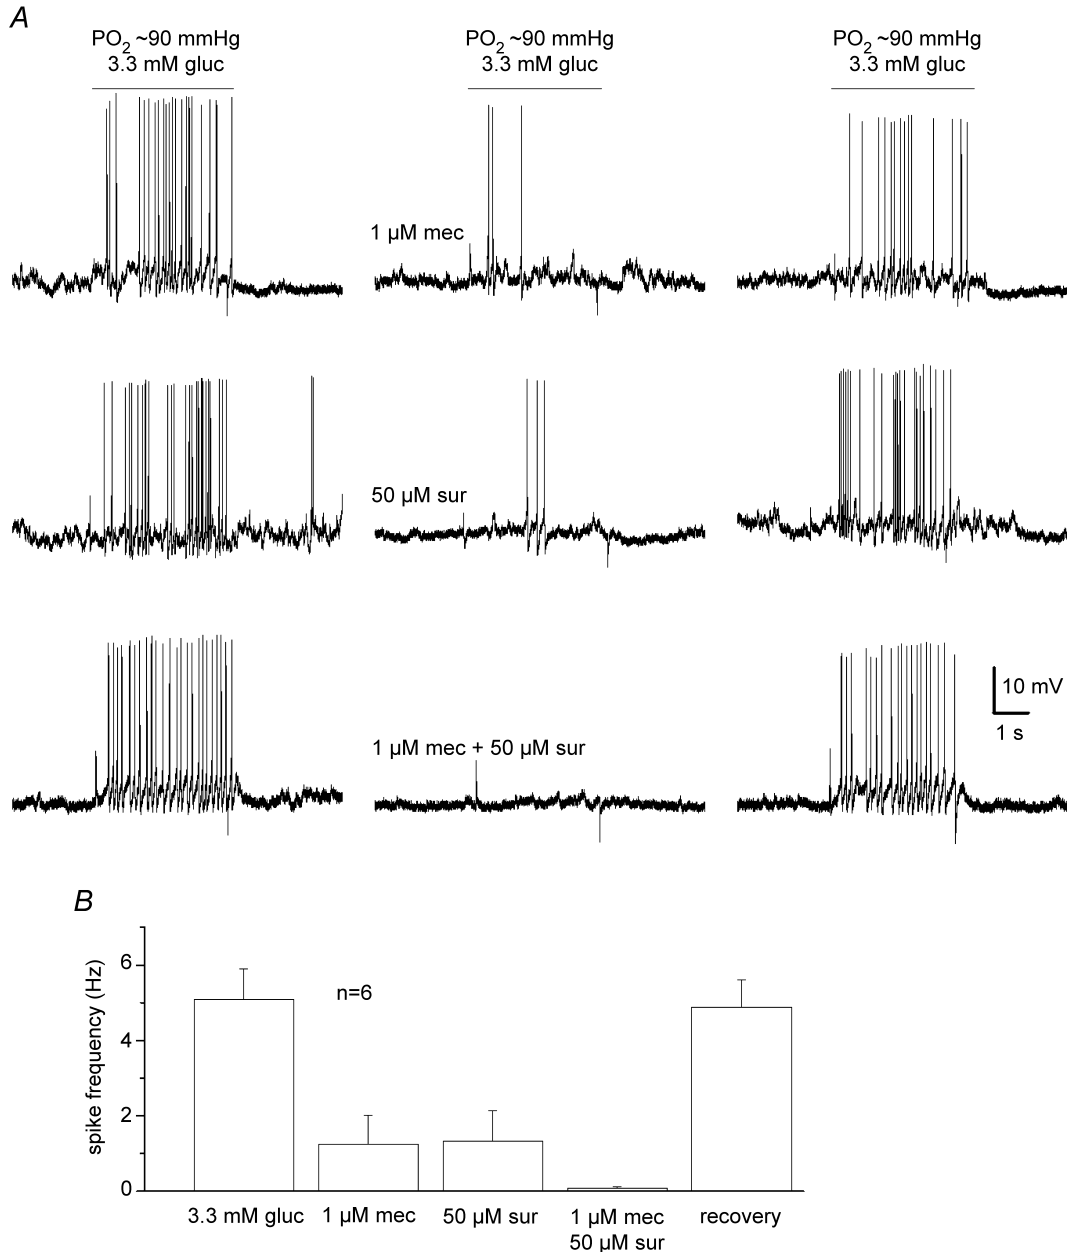 A
PO2 ~90 mmHg
3.3 mM gluc
PO2 ~90 mmHg
3.3 mM gluc
PO2 ~90 mmHg
3.3 mM gluc
1 µM mec
50 µM sur
1 µM mec + 50 µM sur
10 mV
1 s
B
spike frequency (Hz)
6
4
2
0
n=6
3.3 mM gluc
1 µM mec
50 µM sur
1 µM mec
50 µM sur
recovery